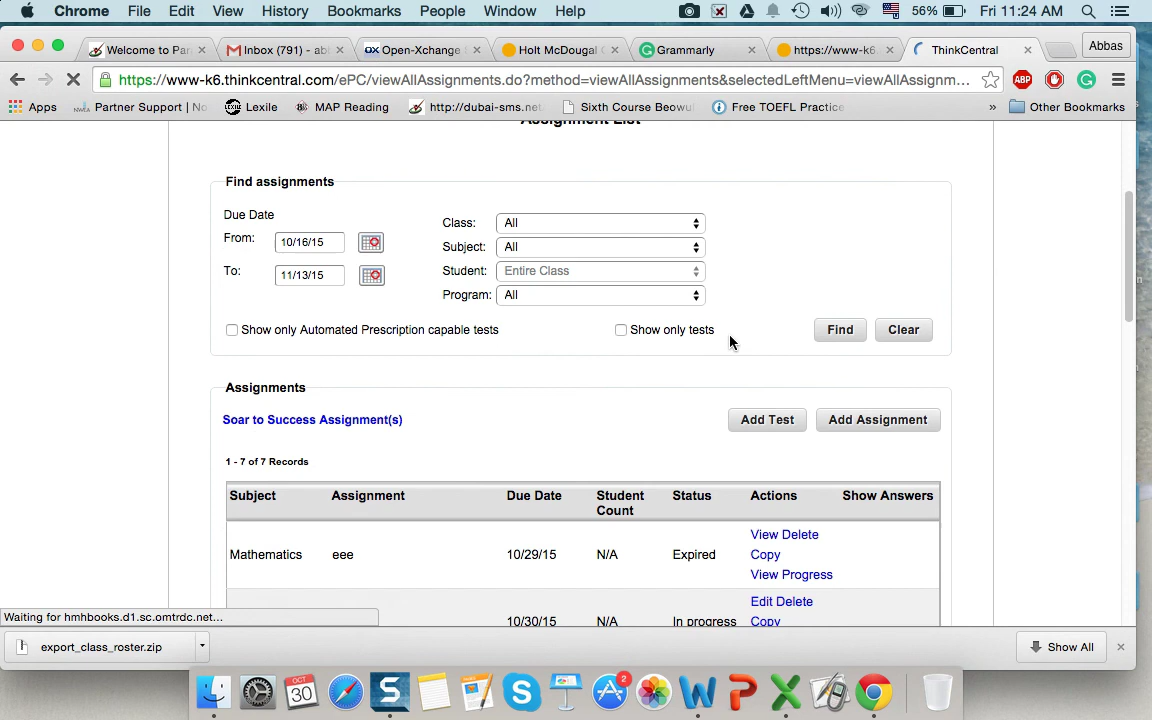 Chrome File Edit View History Bookmarks People Window Help 56% Fri 11:24 AM
Welcome to Par Inbox (791) - ab Open-Xchange Holt McDougal Grammarly https://www-k6. ThinkCentral Abbas
https://www-k6.thinkcentral.com/ePC/viewAllAssignments.do?method=viewAllAssignments&selectedLeftMenu=viewAllAssignm...
Apps Partner Support | No Lexile MAP Reading http://dubai-sms.net Sixth Course Beowul Free TOEFL Practice » Other Bookmarks
Assignment List
Find assignments
Due Date
From: 10/16/15
To: 11/13/15
Class: All
Subject: All
Student: Entire Class
Program: All
Show only Automated Prescription capable tests Show only tests Find Clear
Assignments
Soar to Success Assignment(s) Add Test Add Assignment
1 - 7 of 7 Records
Subject Assignment Due Date Student Count Status Actions Show Answers
Mathematics eee 10/29/15 N/A Expired View Delete
Copy
View Progress
Edit Delete
10/30/15 N/A In progress Copy
Waiting for hmhbooks.d1.sc.omtrdc.net...
export_class_roster.zip Show All
OCT 30 2